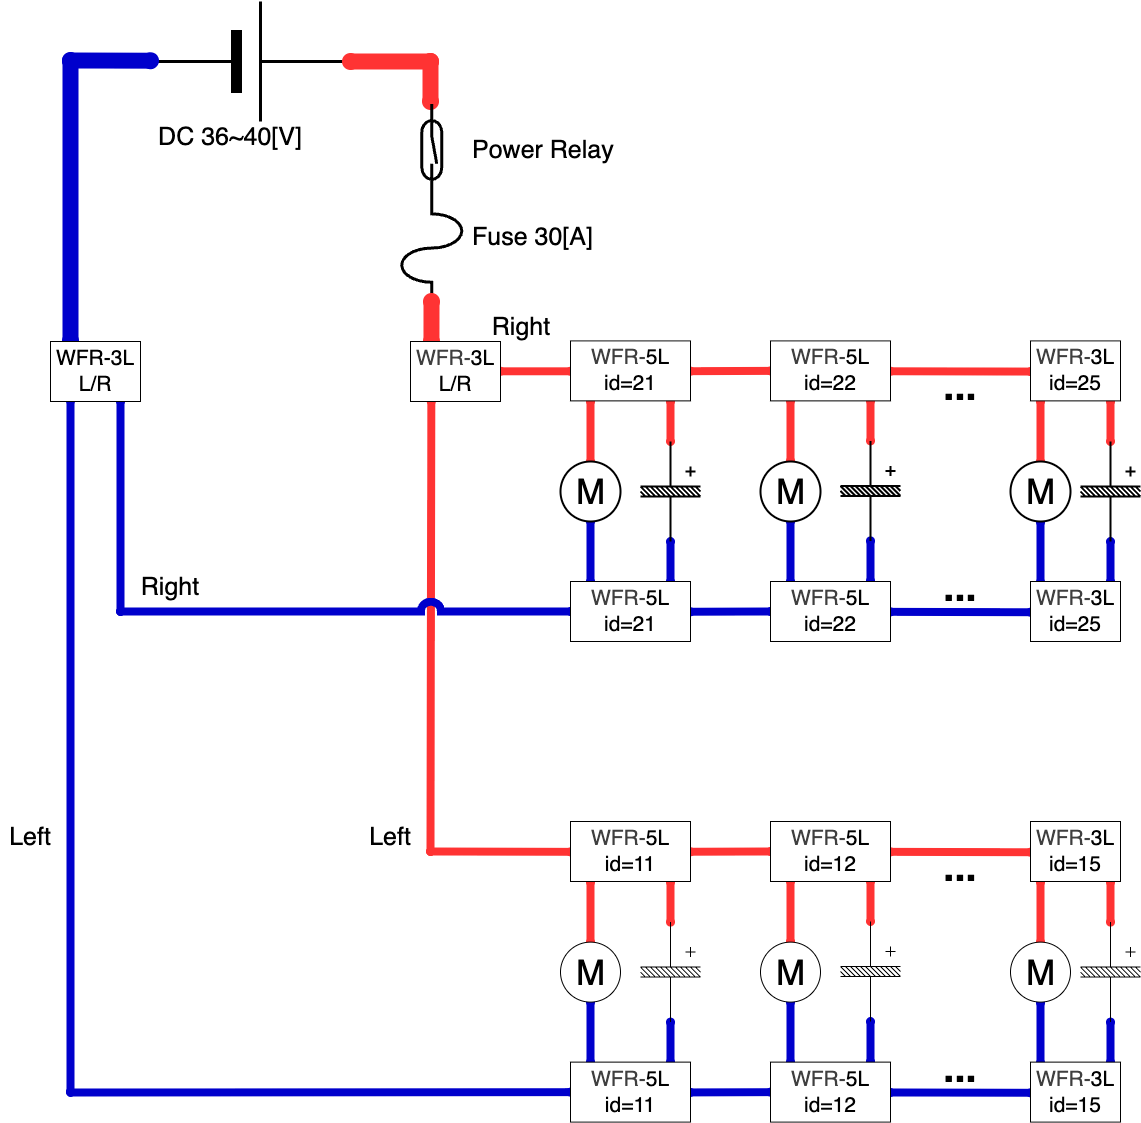 DC 36~40[V]
Power Relay
Fuse 30[A]
Right
WFR-3L
L/R
WFR-3L
L/R
WFR-5L
id=21
WFR-5L
id=22
...
WFR-3L
id=25
M
+
M
+
M
+
Right
WFR-5L
id=21
WFR-5L
id=22
...
WFR-3L
id=25
Left
Left
WFR-5L
id=11
WFR-5L
id=12
...
WFR-3L
id=15
M
+
M
+
M
+
WFR-5L
id=11
WFR-5L
id=12
...
WFR-3L
id=15